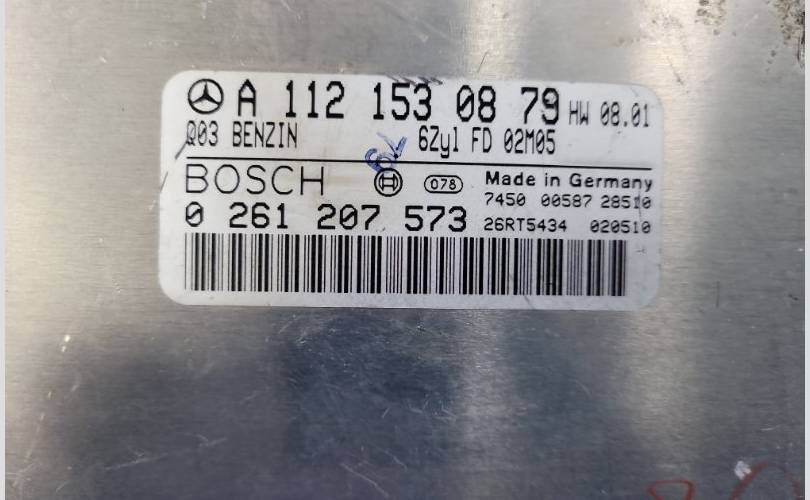 A 112 153 08 79 HW 08.01
Q03 BENZIN 6Zyl FD 02M05
BOSCH 078 Made in Germany
7450 00587 28510
0 261 207 573 26RT5434 020510